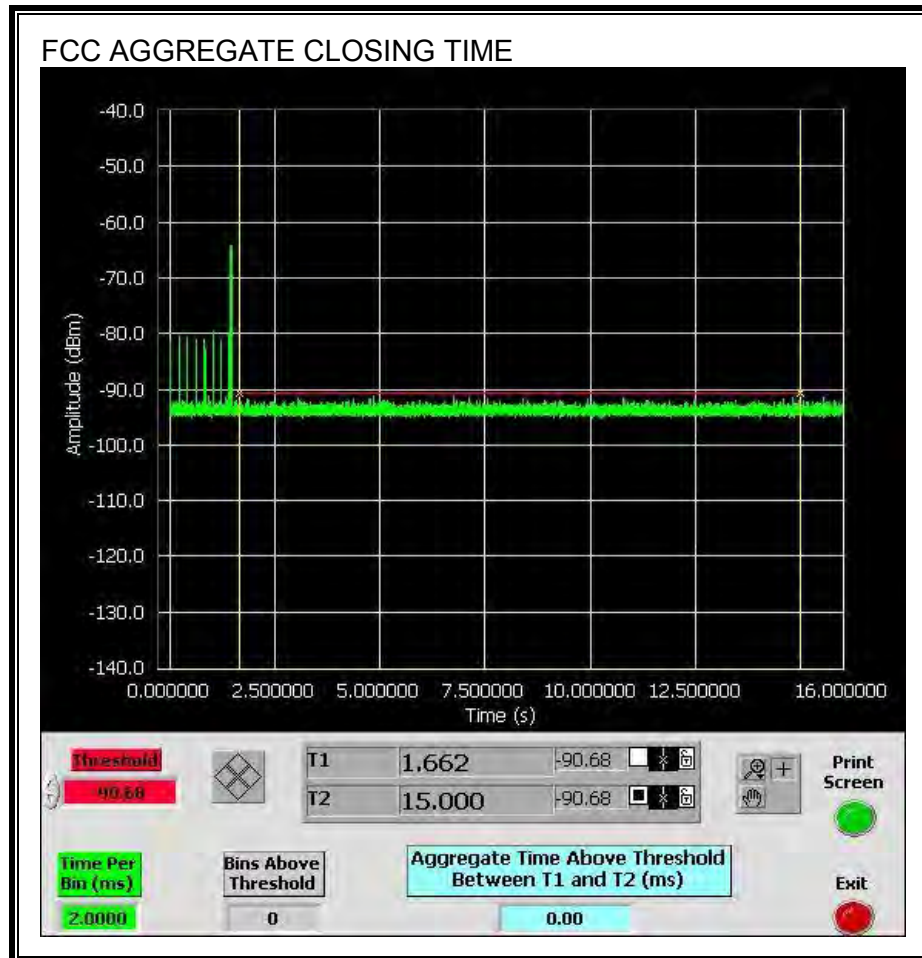 FCC AGGREGATE CLOSING TIME
-40.0
-50.0
-60.0
-70.0
-80.0
-90.0
-100.0
-110.0
-120.0
-130.0
-140.0
Amplitude (dBm)
0.000000 2.500000 5.000000 7.500000 10.000000 12.500000 16.000000
Time (s)
Threshold
-90.68
T1 1.662 -90.68
T2 15.000 -90.68
Print
Screen
Time Per
Bin (ms)
2.0000
Bins Above
Threshold
0
Aggregate Time Above Threshold
Between T1 and T2 (ms)
0.00
Exit